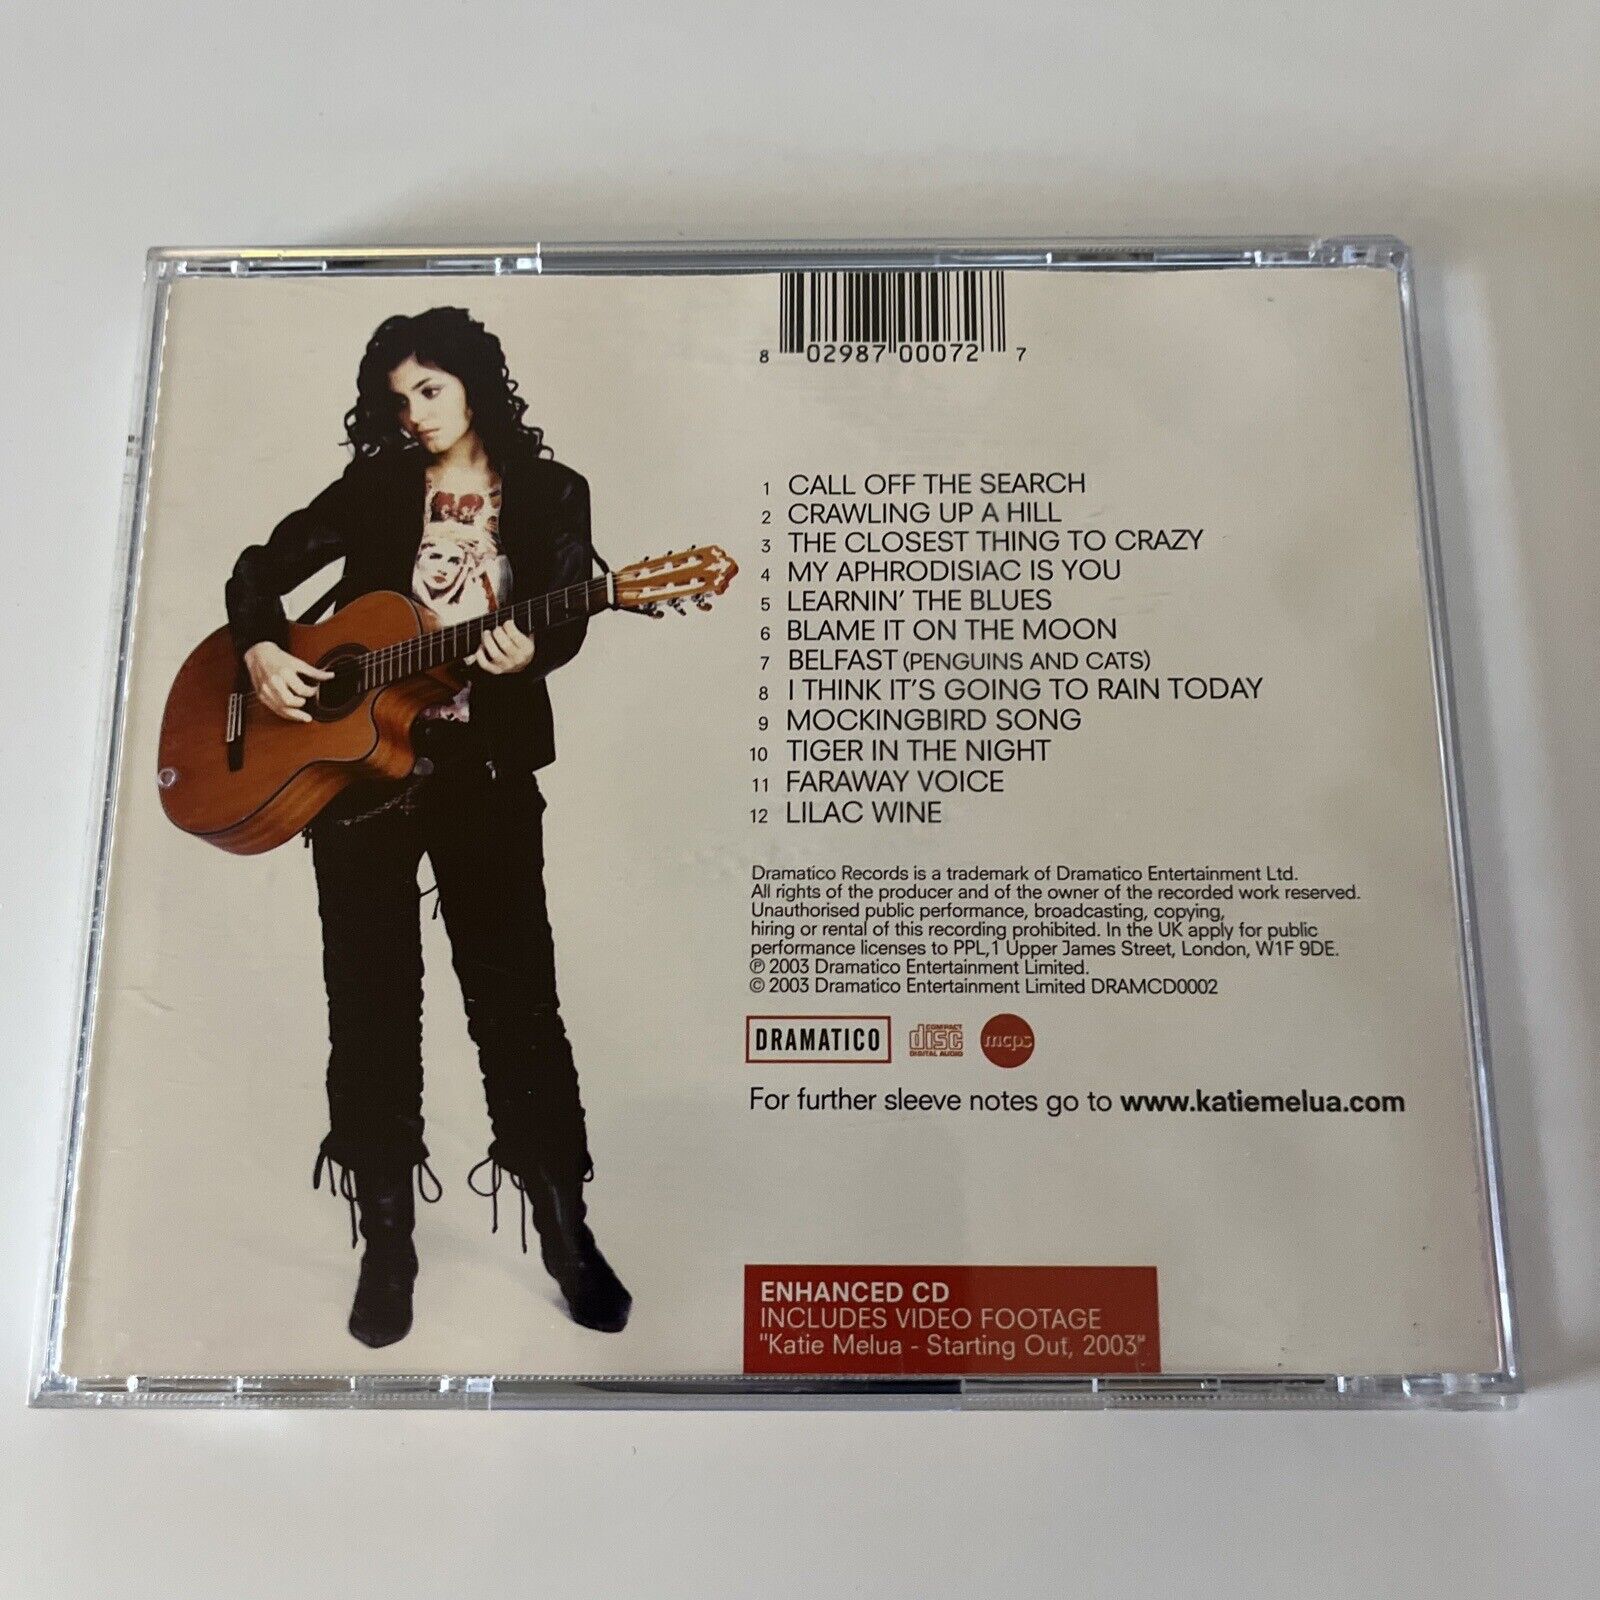 8 02987 00072 7
1 CALL OFF THE SEARCH
2 CRAWLING UP A HILL
3 THE CLOSEST THING TO CRAZY
4 MY APHRODISIAC IS YOU
5 LEARNIN' THE BLUES
6 BLAME IT ON THE MOON
7 BELFAST (PENGUINS AND CATS)
8 I THINK IT'S GOING TO RAIN TODAY
9 MOCKINGBIRD SONG
10 TIGER IN THE NIGHT
11 FARAWAY VOICE
12 LILAC WINE
Dramatico Records is a trademark of Dramatico Entertainment Ltd.
All rights of the producer and of the owner of the recorded work reserved.
Unauthorised public performance, broadcasting, copying,
hiring or rental of this recording prohibited. In the UK apply for public
performance licenses to PPL,1 Upper James Street, London, W1F 9DE.
℗ 2003 Dramatico Entertainment Limited.
© 2003 Dramatico Entertainment Limited DRAMCD0002
DRAMATICO COMPACT disc DIGITAL AUDIO mcps
For further sleeve notes go to www.katiemelua.com
ENHANCED CD
INCLUDES VIDEO FOOTAGE
"Katie Melua - Starting Out, 2003"